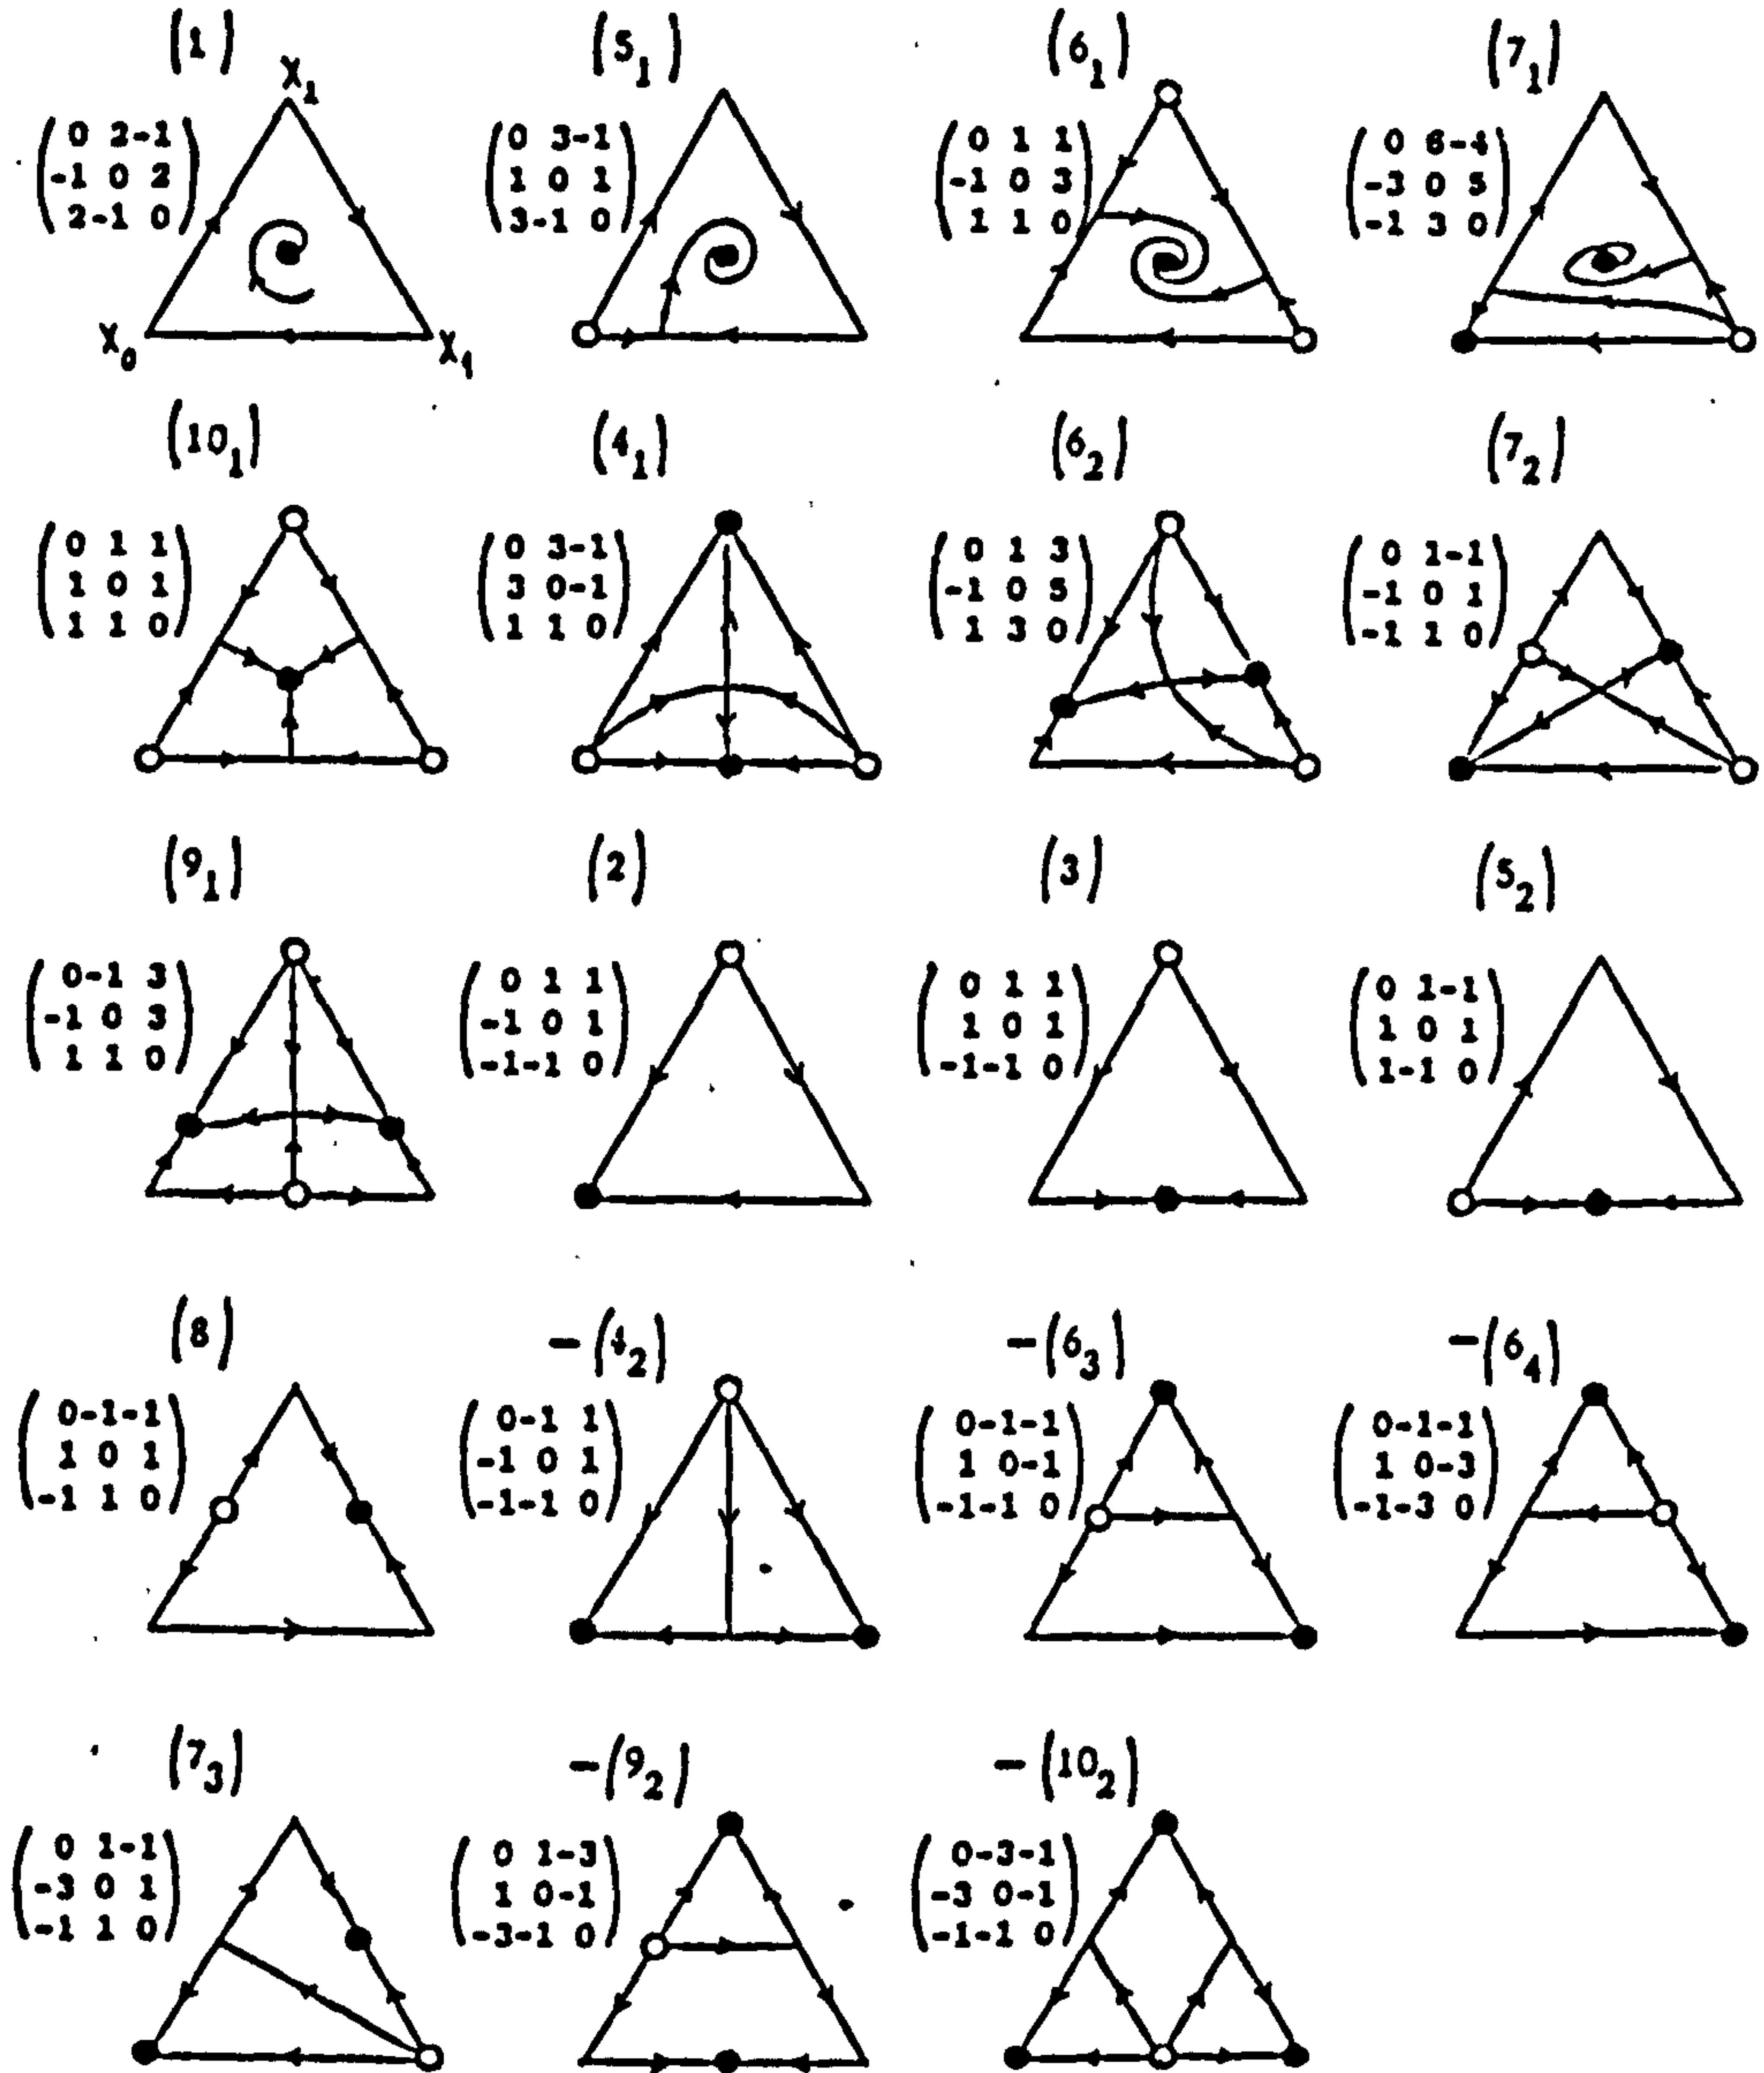 (1) (5₁) (6₁) (7₁)
X₁
0 2-1
-1 0 2
2-1 0
0 3-1
1 0 1
3-1 0
0 1 1
-1 0 3
1 1 0
0 6-4
-3 0 5
-1 3 0
X₀ X₁
(10₁) (4₁) (6₂) (7₂)
0 1 1
1 0 1
1 1 0
0 3-1
3 0-1
1 1 0
0 1 3
-1 0 5
1 3 0
0 1-1
-1 0 1
-1 1 0
(9₁) (2) (3) (5₂)
0-1 3
-1 0 3
1 1 0
0 1 1
-1 0 1
-1-1 0
0 1 1
1 0 1
-1-1 0
0 1-1
1 0 1
1-1 0
(8) -(4₂) -(6₃) -(6₄)
0-1-1
1 0 1
-1 1 0
0-1 1
-1 0 1
-1-1 0
0-1-1
1 0-1
-1-1 0
0-1-1
1 0-3
-1-3 0
(7₃) -(9₂) -(10₂)
0 1-1
-3 0 1
-1 1 0
0 1-3
1 0-1
-3-1 0
0-3-1
-3 0-1
-1-1 0